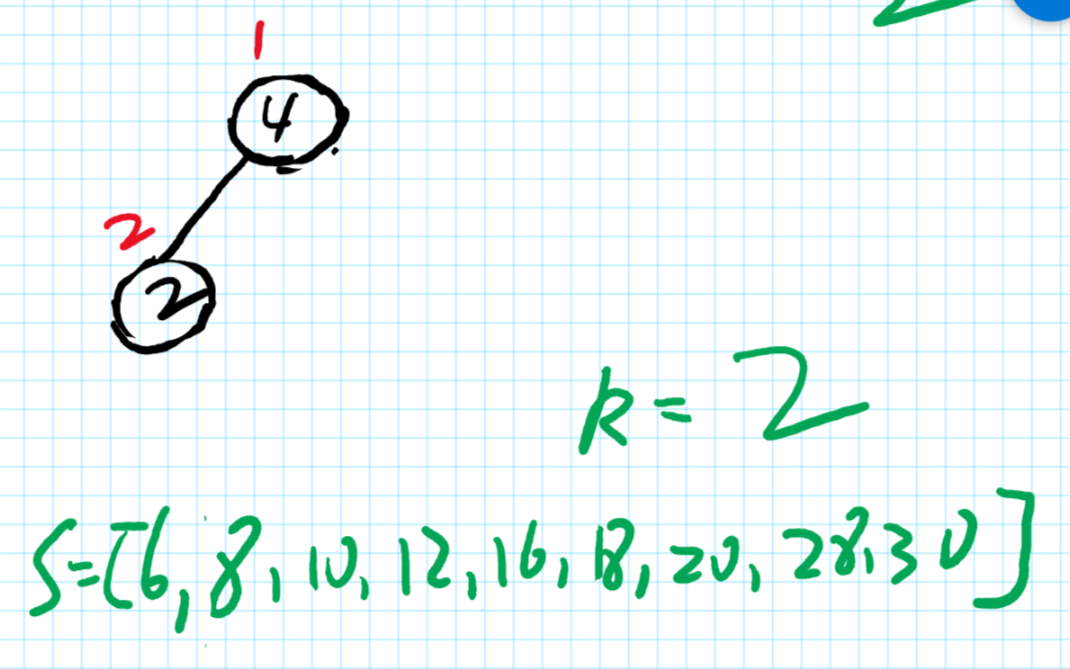 1
4
2
2
k = 2
S=[6, 8, 10, 12, 16, 18, 20, 28, 30]